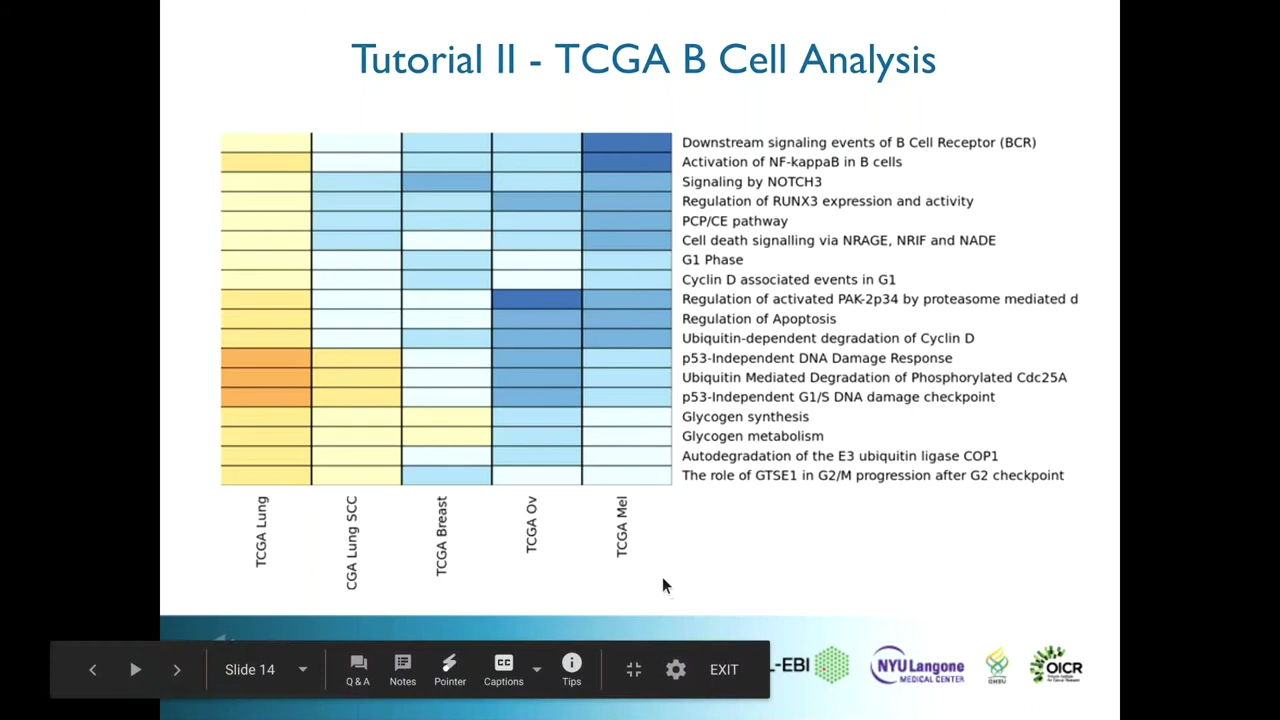 Tutorial II - TCGA B Cell Analysis
Downstream signaling events of B Cell Receptor (BCR)
Activation of NF-kappaB in B cells
Signaling by NOTCH3
Regulation of RUNX3 expression and activity
PCP/CE pathway
Cell death signalling via NRAGE, NRIF and NADE
G1 Phase
Cyclin D associated events in G1
Regulation of activated PAK-2p34 by proteasome mediated d
Regulation of Apoptosis
Ubiquitin-dependent degradation of Cyclin D
p53-Independent DNA Damage Response
Ubiquitin Mediated Degradation of Phosphorylated Cdc25A
p53-Independent G1/S DNA damage checkpoint
Glycogen synthesis
Glycogen metabolism
Autodegradation of the E3 ubiquitin ligase COP1
The role of GTSE1 in G2/M progression after G2 checkpoint
TCGA Lung
CGA Lung SCC
TCGA Breast
TCGA Ov
TCGA Mel
Slide 14
Q & A
Notes
Pointer
CC
Captions
Tips
EXIT
L-EBI
NYU Langone
MEDICAL CENTER
OHSU
OICR